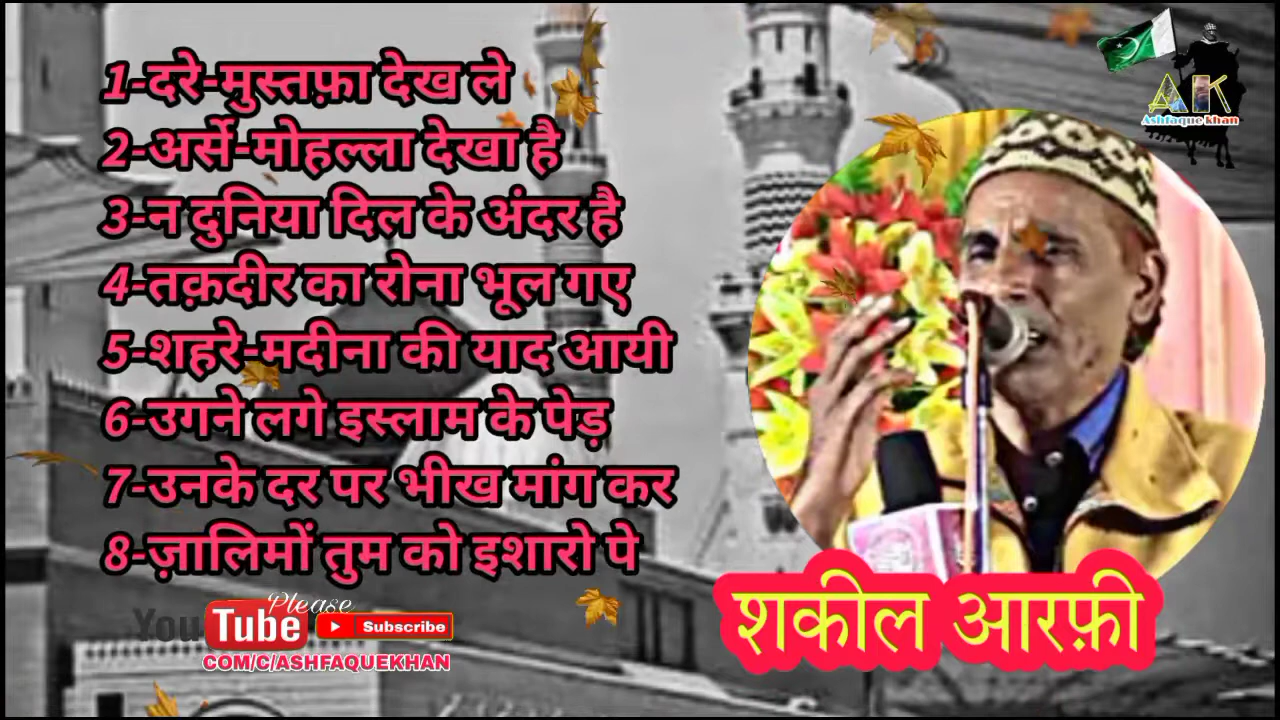 1-दरे-मुस्तफ़ा देख ले
2-अर्से-मोहल्ला देखा है
3-न दुनिया दिल के अंदर है
4-तक़दीर का रोना भूल गए
5-शहरे-मदीना की याद आयी
6-उगने लगे इस्लाम के पेड़
7-उनके दर पर भीख मांग कर
8-ज़ालिमों तुम को इशारो पे
Please
YouTube Subscribe
COM/C/ASHFAQUEKHAN
AK
Ashfaque khan
शकील आरफ़ी